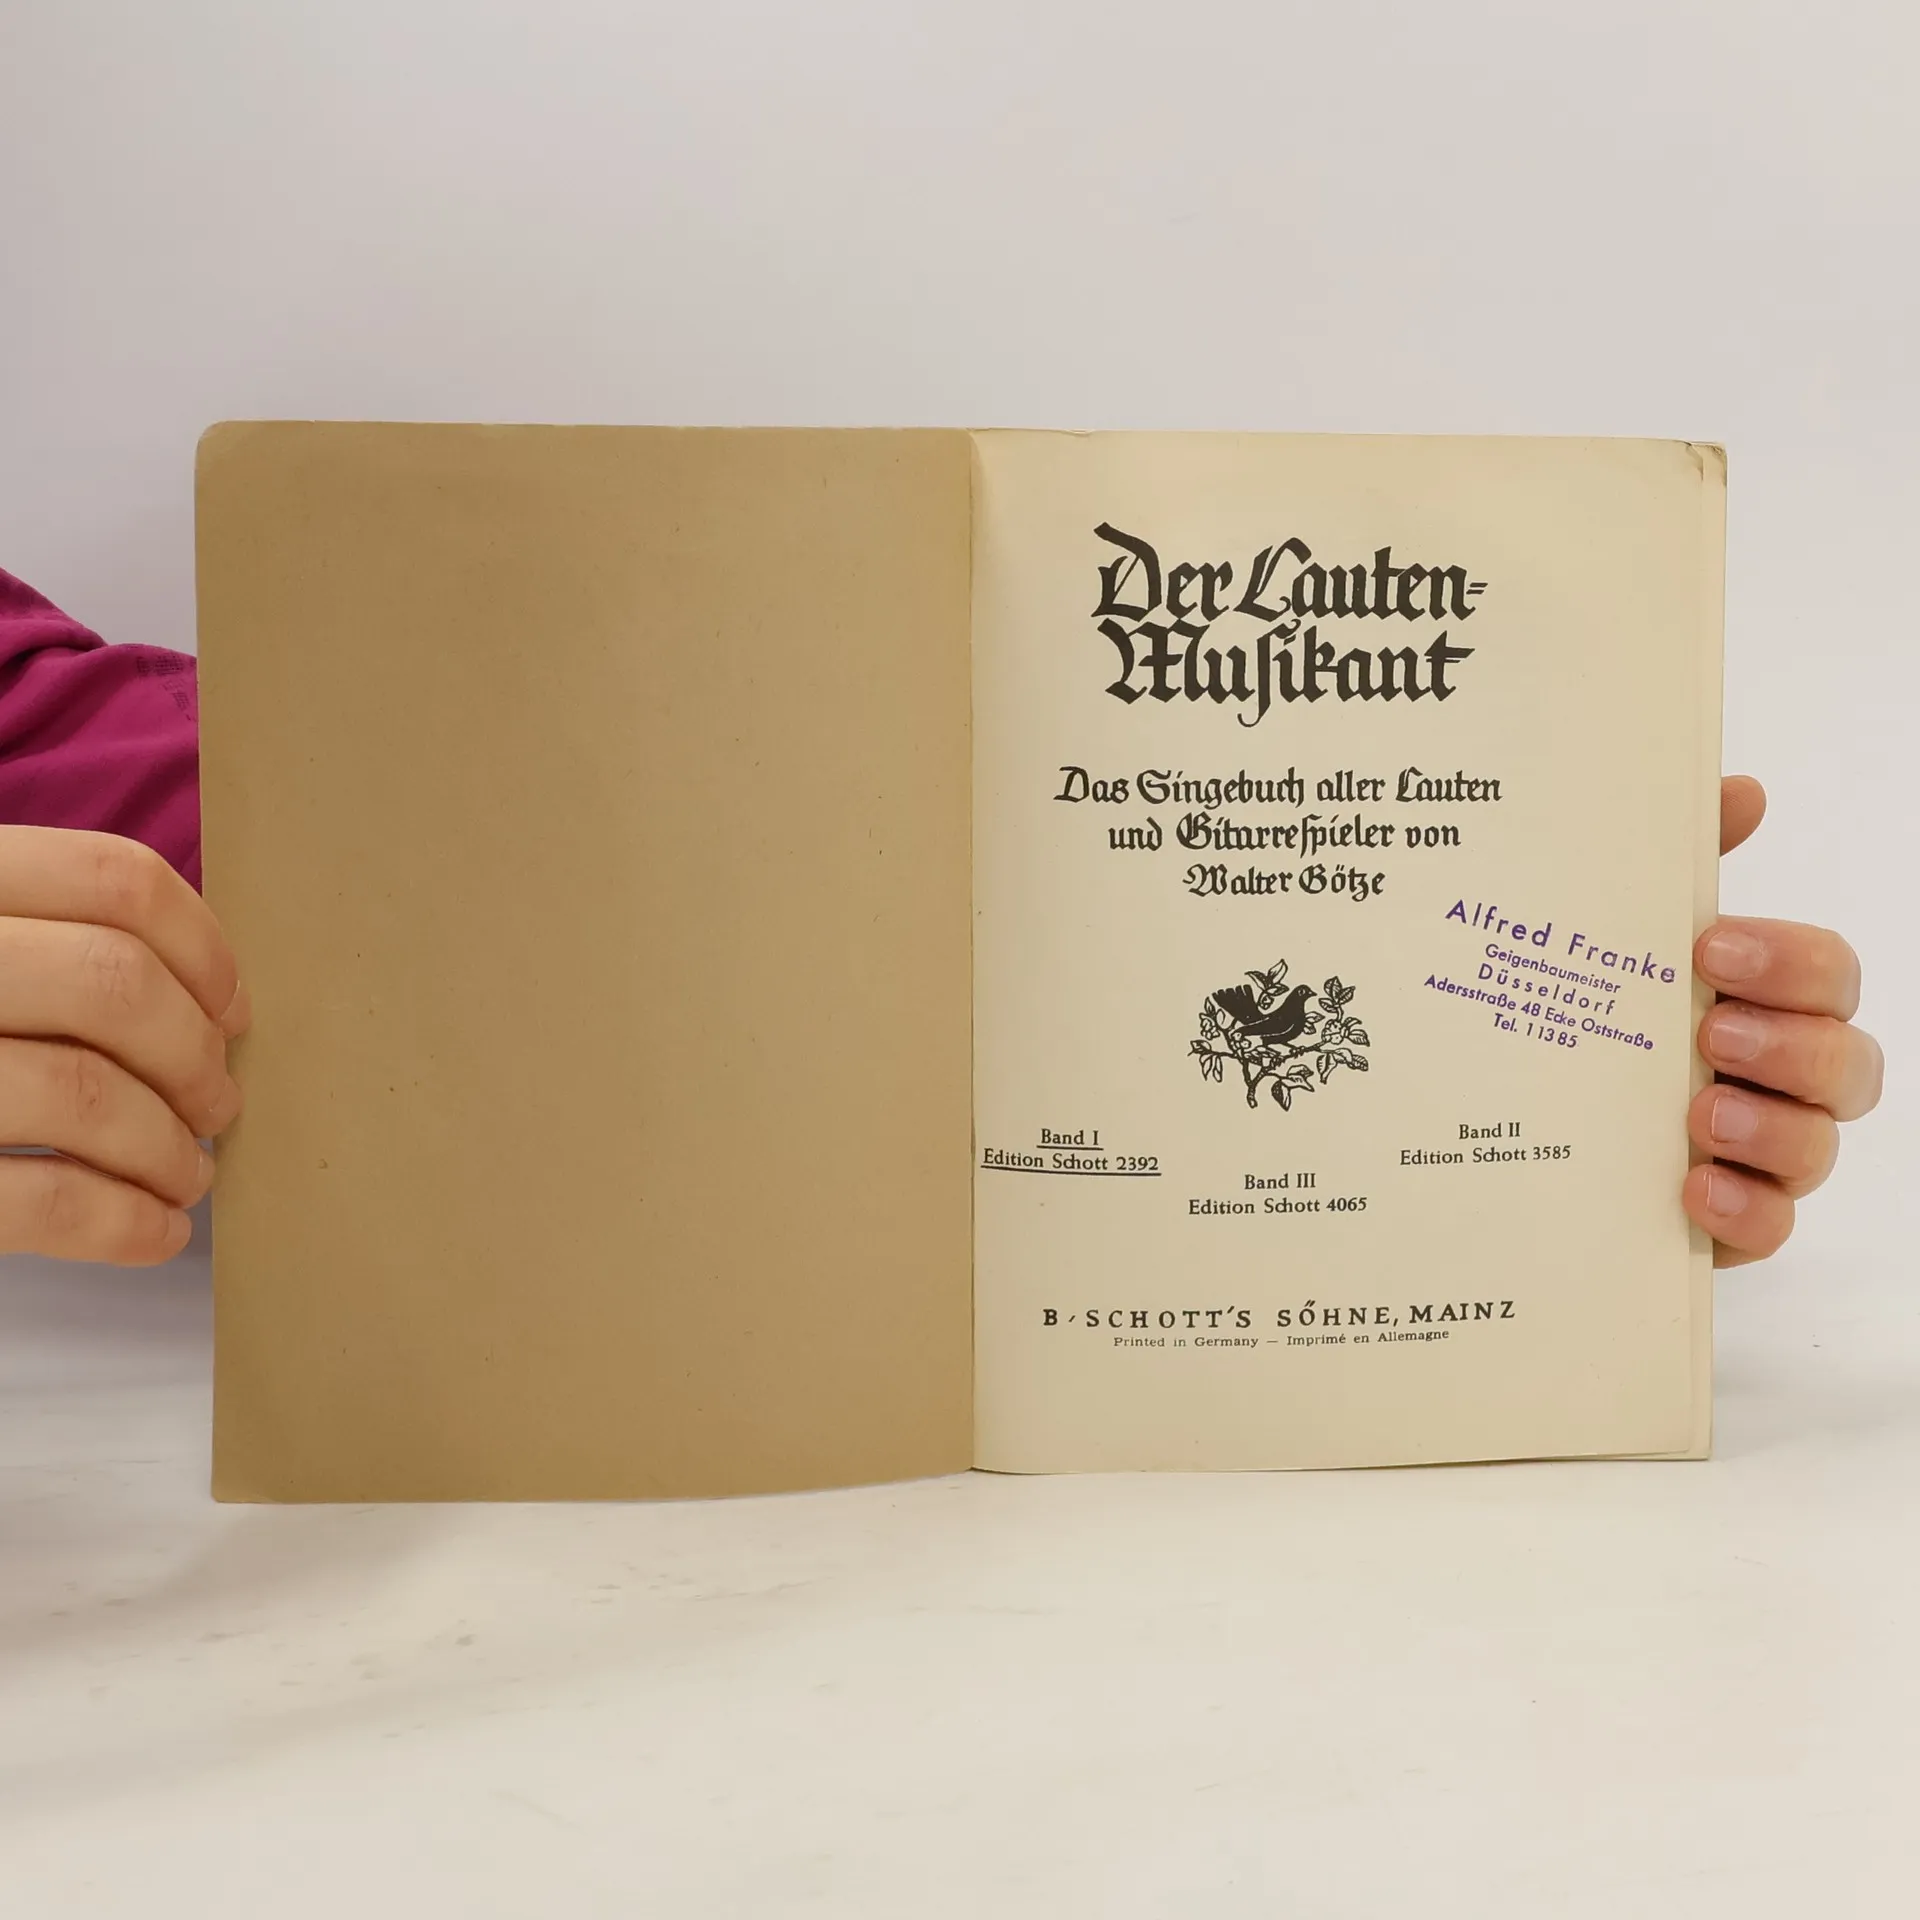 Der Lauten-
Musikant
Das Singebuch aller Lauten
und Gitarrespieler von
Walter Götze
Alfred Franke
Geigenbaumeister
Düsseldorf
Adersstraße 48 Ecke Oststraße
Tel. 11385
Band I
Edition Schott 2392
Band II
Edition Schott 3585
Band III
Edition Schott 4065
B. SCHOTT'S SÖHNE, MAINZ
Printed in Germany — Imprimé en Allemagne